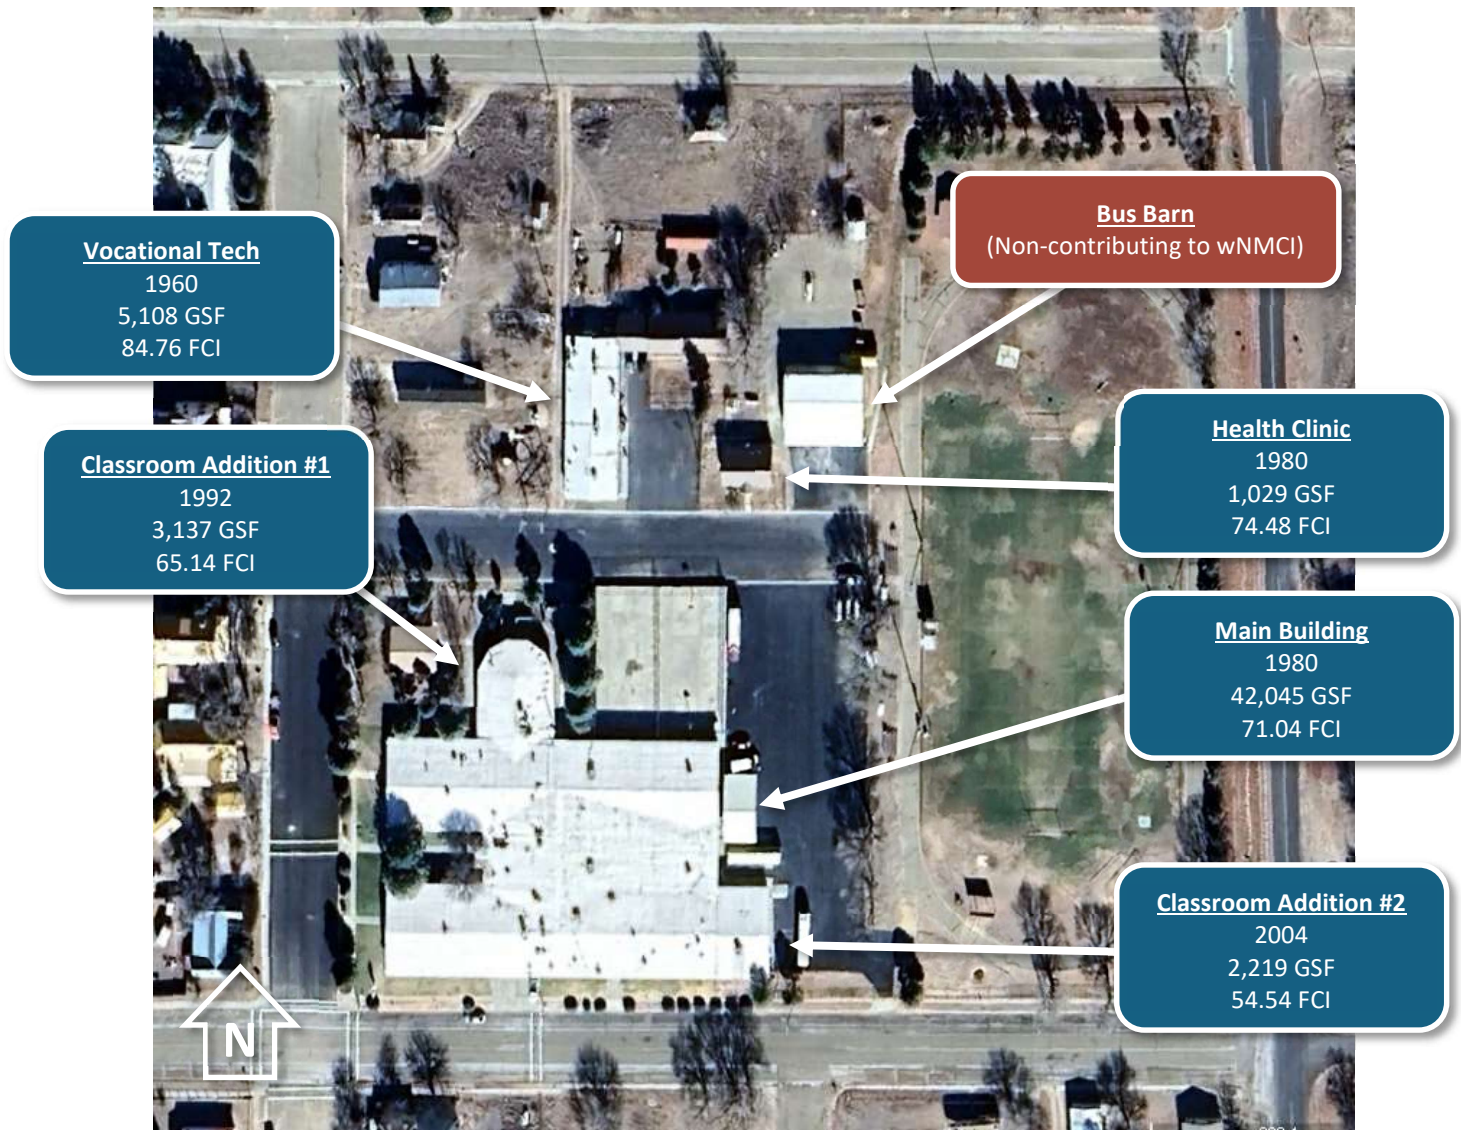 Vocational Tech
1960
5,108 GSF
84.76 FCI
Bus Barn
(Non-contributing to wNMCI)
Classroom Addition #1
1992
3,137 GSF
65.14 FCI
Health Clinic
1980
1,029 GSF
74.48 FCI
Main Building
1980
42,045 GSF
71.04 FCI
Classroom Addition #2
2004
2,219 GSF
54.54 FCI
N